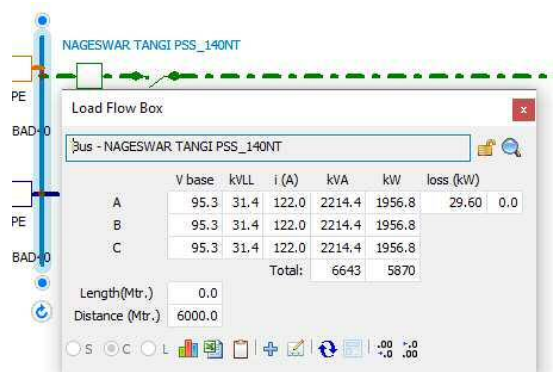 NAGESWAR TANGI PSS_140NT
PE
BAD40
PE
BAD40
Load Flow Box
x
Bus - NAGESWAR TANGI PSS_140NT
V base kVLL i (A) kVA kW loss (kW)
A 95.3 31.4 122.0 2214.4 1956.8 29.60 0.0
B 95.3 31.4 122.0 2214.4 1956.8
C 95.3 31.4 122.0 2214.4 1956.8
Total: 6643 5870
Length(Mtr.) 0.0
Distance (Mtr.) 6000.0
S C L .00 .0
.0 .00